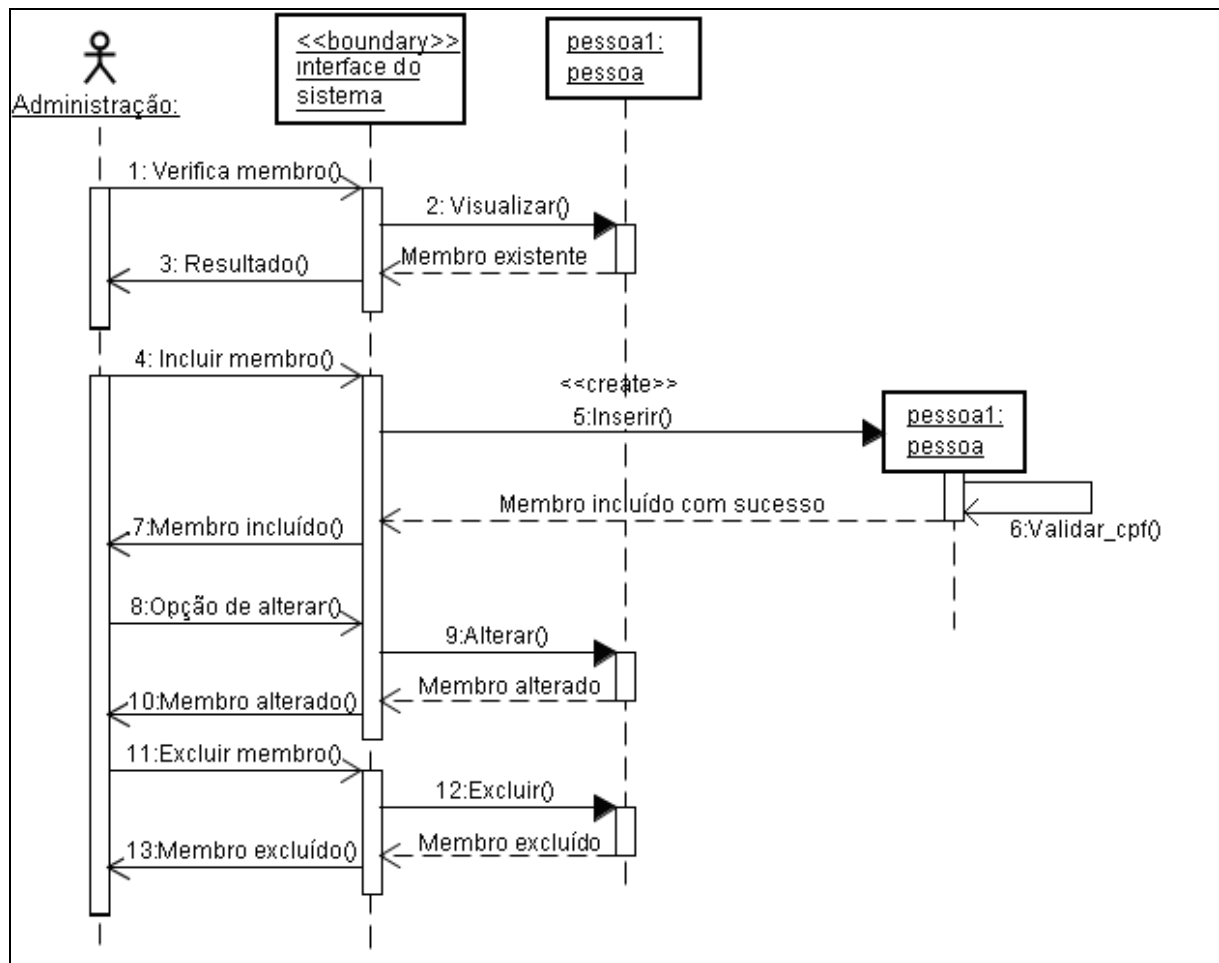 Administração:
<<boundary>>
interface do
sistema
pessoa1:
pessoa
1: Verifica membro()
2: Visualizar()
Membro existente
3: Resultado()
4: Incluir membro()
<<create>>
5:Inserir()
pessoa1:
pessoa
6:Validar_cpf()
Membro incluído com sucesso
7:Membro incluído()
8:Opção de alterar()
9:Alterar()
Membro alterado
10:Membro alterado()
11:Excluir membro()
12:Excluir()
Membro excluído
13:Membro excluído()